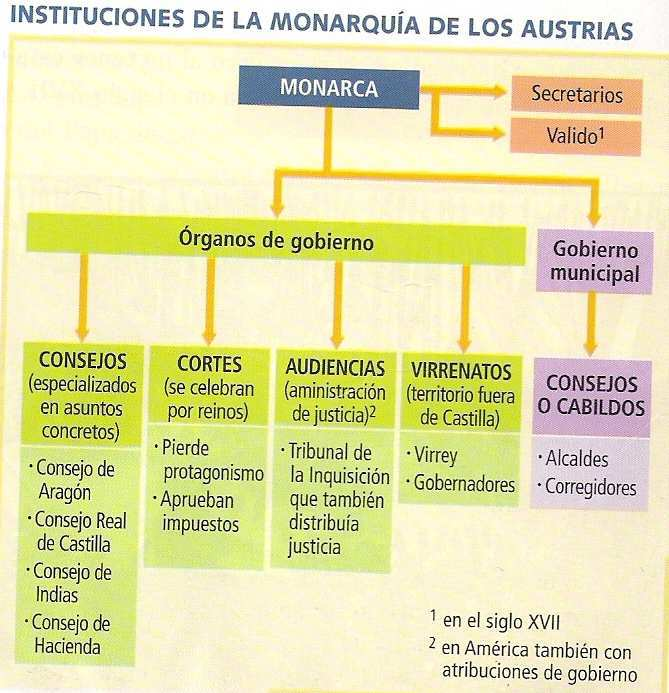 INSTITUCIONES DE LA MONARQUÍA DE LOS AUSTRIAS
MONARCA
Secretarios
Valido¹
Órganos de gobierno
Gobierno
municipal
CONSEJOS
(especializados
en asuntos
concretos)
· Consejo de
Aragón
· Consejo Real
de Castilla
· Consejo de
Indias
· Consejo de
Hacienda
CORTES
(se celebran
por reinos)
· Pierde
protagonismo
· Aprueban
impuestos
AUDIENCIAS
(aministración
de justicia)²
· Tribunal de
la Inquisición
que también
distribuía
justicia
VIRRENATOS
(territorio fuera
de Castilla)
· Virrey
· Gobernadores
CONSEJOS
O CABILDOS
· Alcaldes
· Corregidores
¹ en el siglo XVII
² en América también con
atribuciones de gobierno